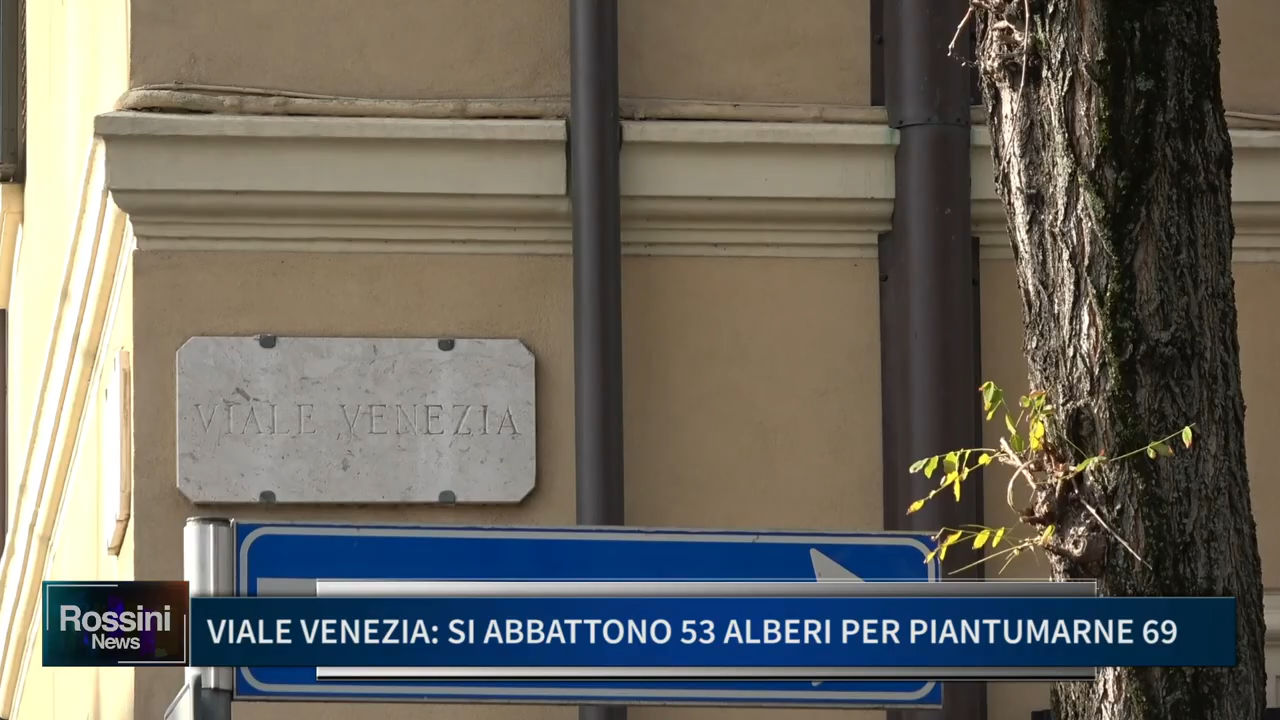 VIALE VENEZIA
Rossini
News
VIALE VENEZIA: SI ABBATTONO 53 ALBERI PER PIANTUMARNE 69